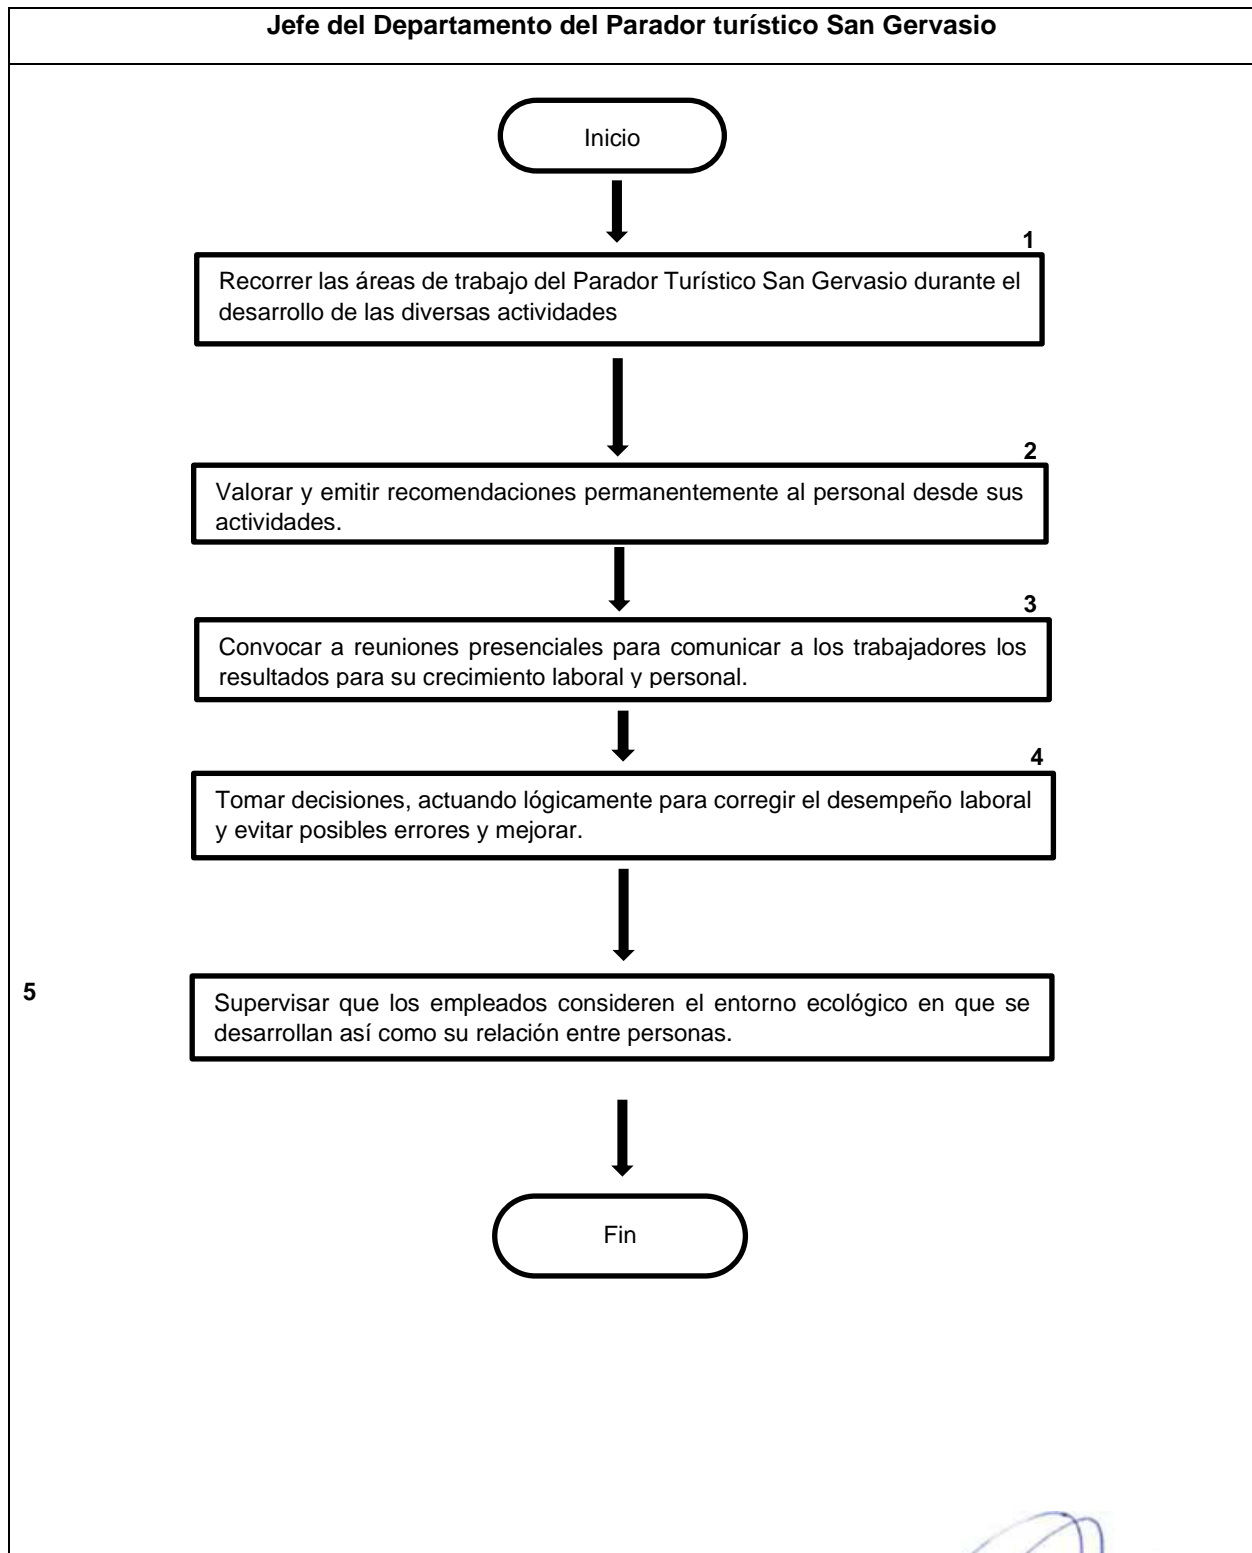 Jefe del Departamento del Parador turístico San Gervasio
Inicio
1
Recorrer las áreas de trabajo del Parador Turístico San Gervasio durante el
desarrollo de las diversas actividades
2
Valorar y emitir recomendaciones permanentemente al personal desde sus
actividades.
3
Convocar a reuniones presenciales para comunicar a los trabajadores los
resultados para su crecimiento laboral y personal.
4
Tomar decisiones, actuando lógicamente para corregir el desempeño laboral
y evitar posibles errores y mejorar.
5
Supervisar que los empleados consideren el entorno ecológico en que se
desarrollan así como su relación entre personas.
Fin